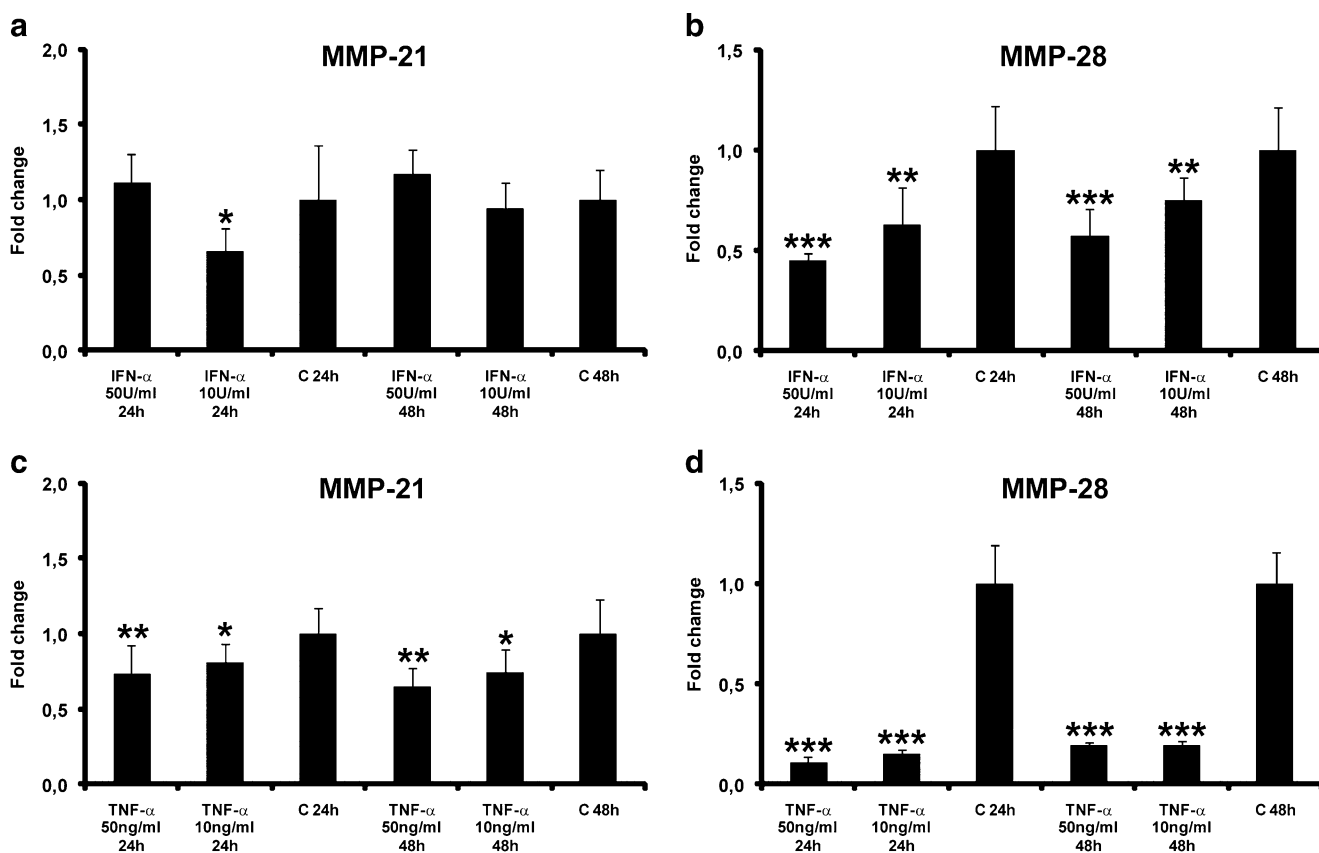 a
MMP-21
Fold change
2,0
1,5
1,0
0,5
0,0
*
IFN-α 50U/ml 24h
IFN-α 10U/ml 24h
C 24h
IFN-α 50U/ml 48h
IFN-α 10U/ml 48h
C 48h
b
MMP-28
Fold change
1,5
1,0
0,5
0,0
***
**
***
**
IFN-α 50U/ml 24h
IFN-α 10U/ml 24h
C 24h
IFN-α 50U/ml 48h
IFN-α 10U/ml 48h
C 48h
c
MMP-21
Fold change
2,0
1,5
1,0
0,5
0,0
**
*
**
*
TNF-α 50ng/ml 24h
TNF-α 10ng/ml 24h
C 24h
TNF-α 50ng/ml 48h
TNF-α 10ng/ml 48h
C 48h
d
MMP-28
Fold chamge
1,5
1,0
0,5
0,0
***
***
***
***
TNF-α 50ng/ml 24h
TNF-α 10ng/ml 24h
C 24h
TNF-α 50ng/ml 48h
TNF-α 10ng/ml 48h
C 48h